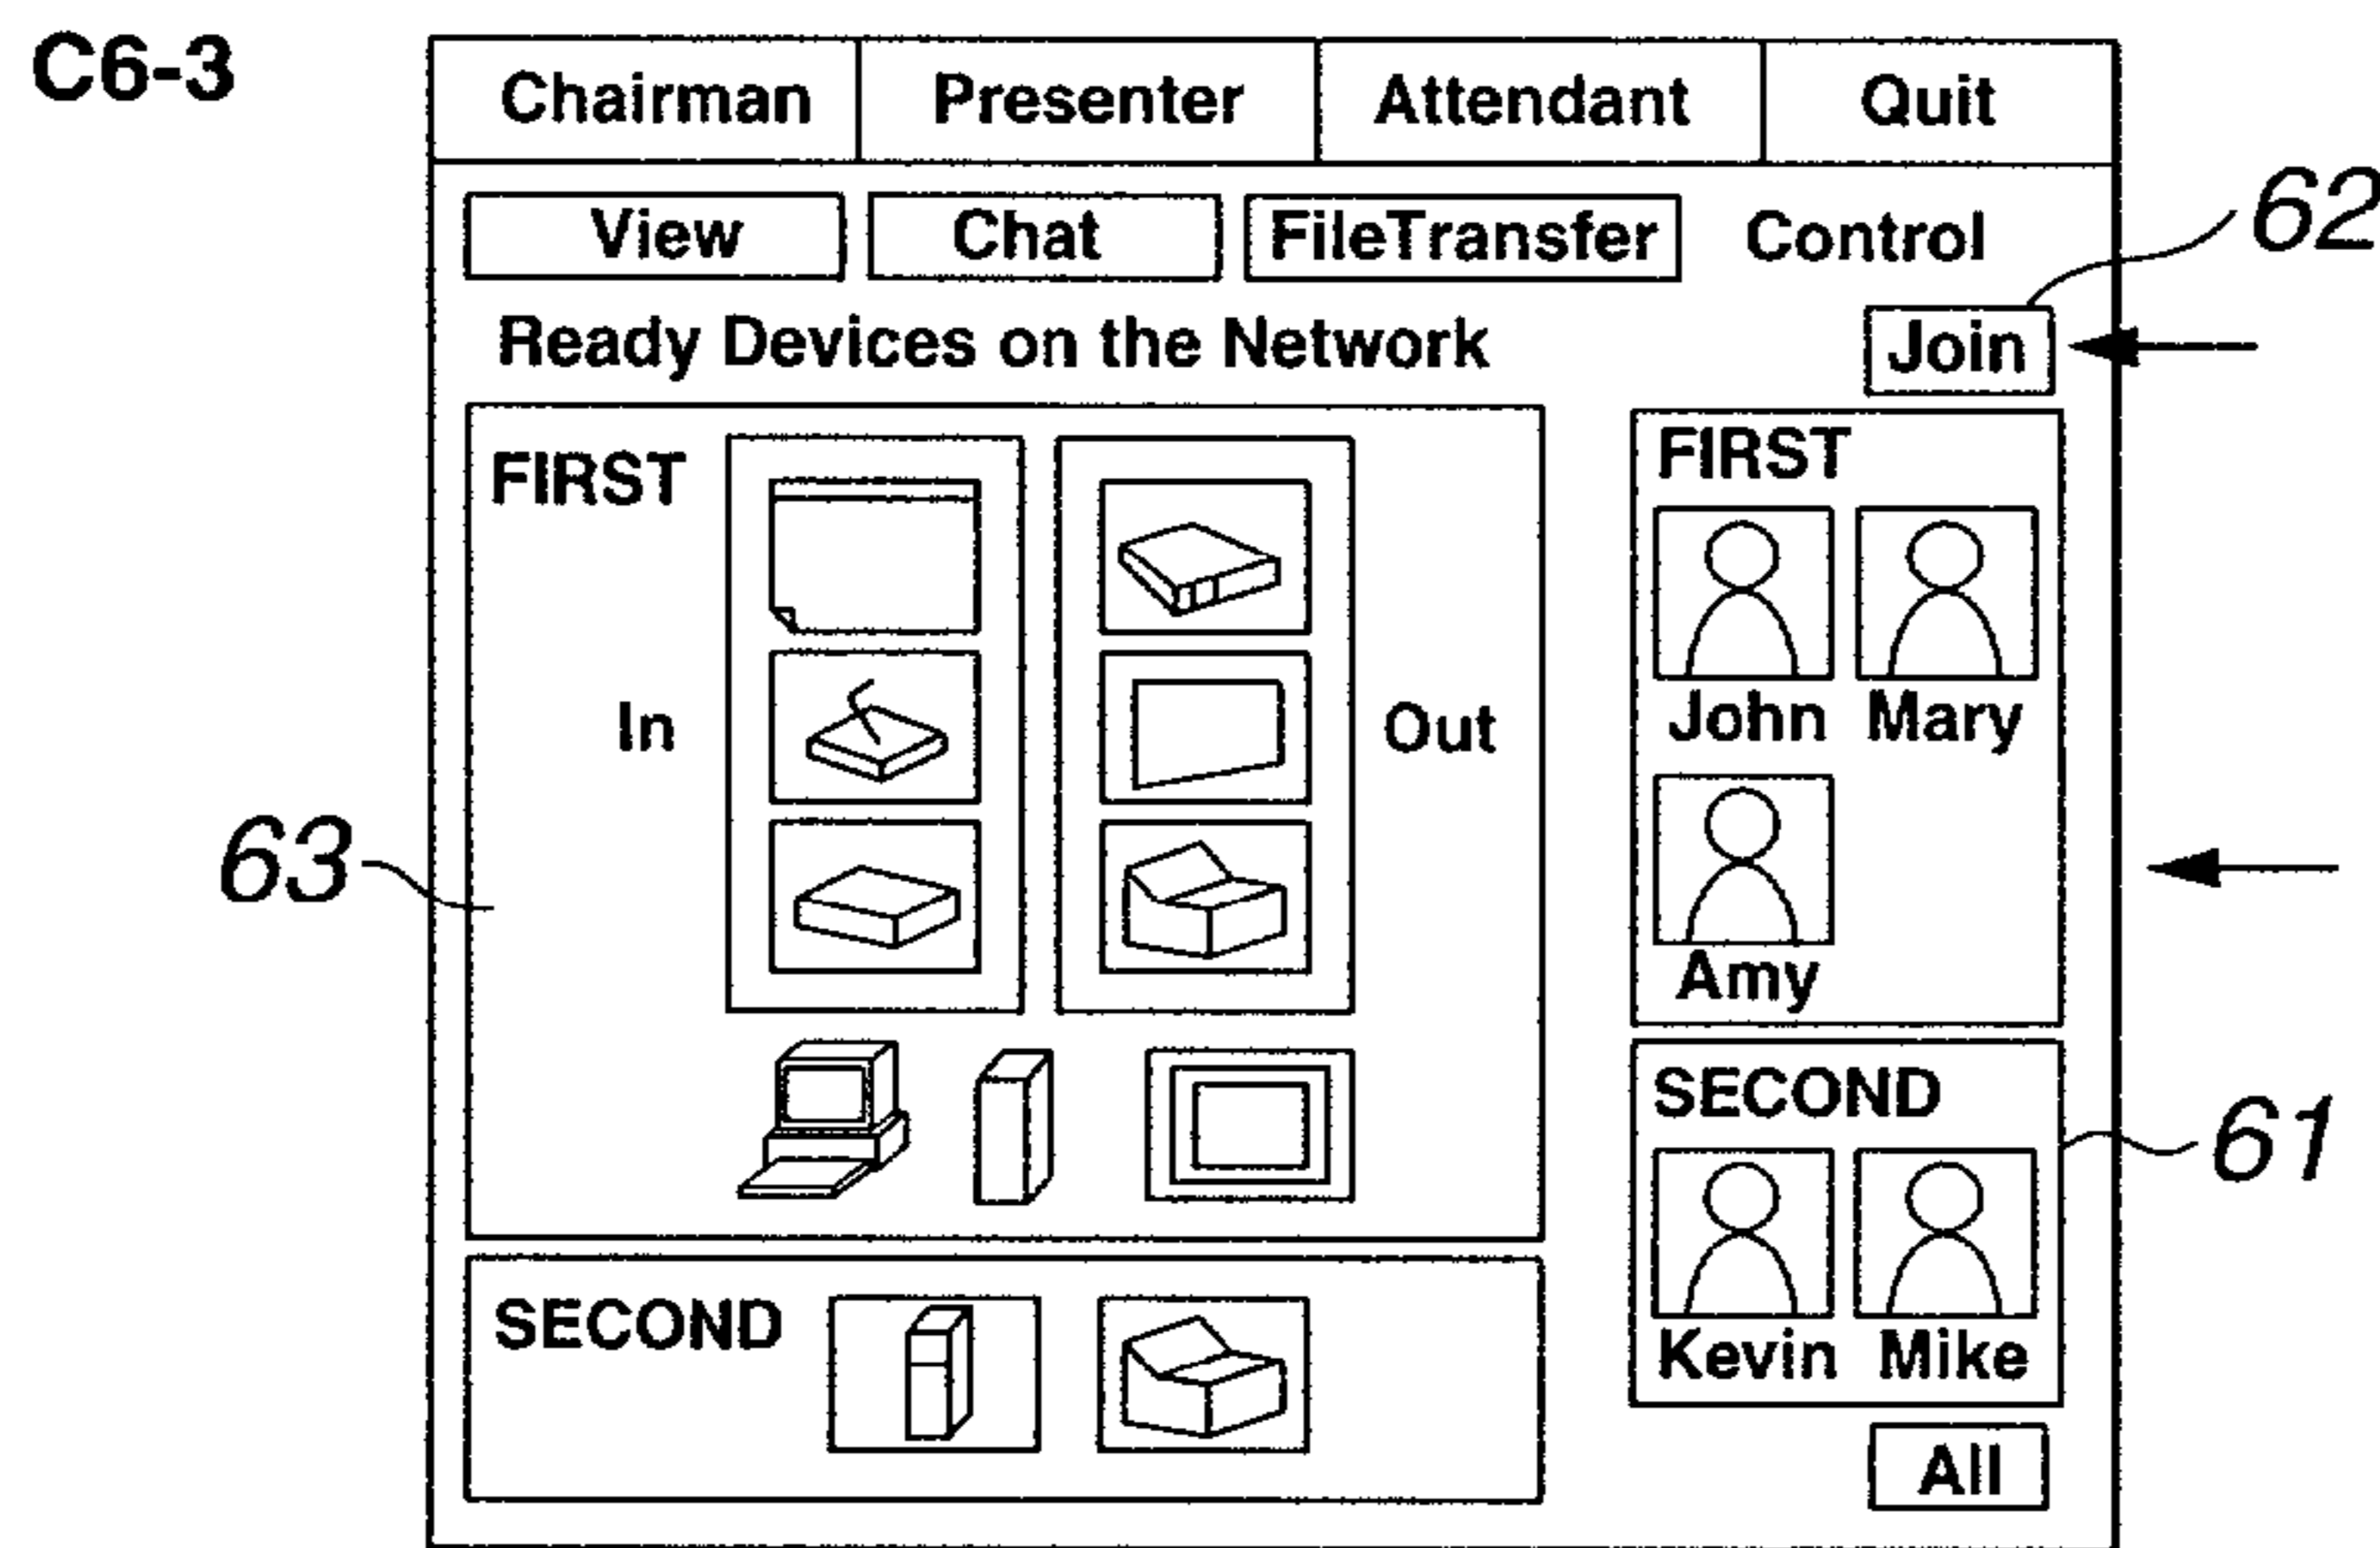 C6-3
Chairman Presenter Attendant Quit
View Chat FileTransfer Control
62
Ready Devices on the Network
Join
FIRST
In
Out
63
FIRST
John Mary
Amy
SECOND
61
Kevin Mike
SECOND
All